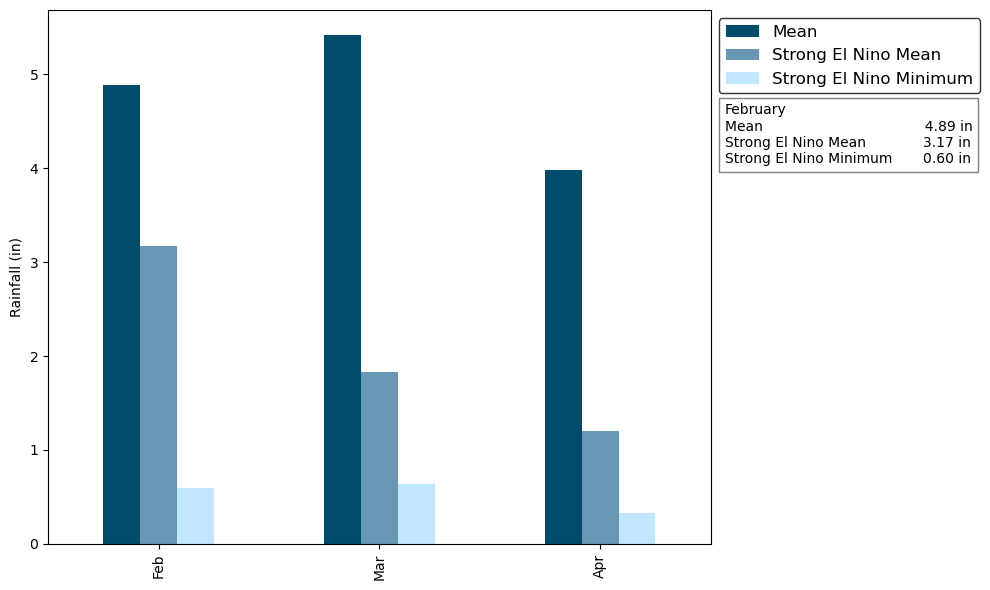 Mean
Strong El Nino Mean
Strong El Nino Minimum
February
Mean 4.89 in
Strong El Nino Mean 3.17 in
Strong El Nino Minimum 0.60 in
Rainfall (in)
5
4
3
2
1
0
Feb
Mar
Apr